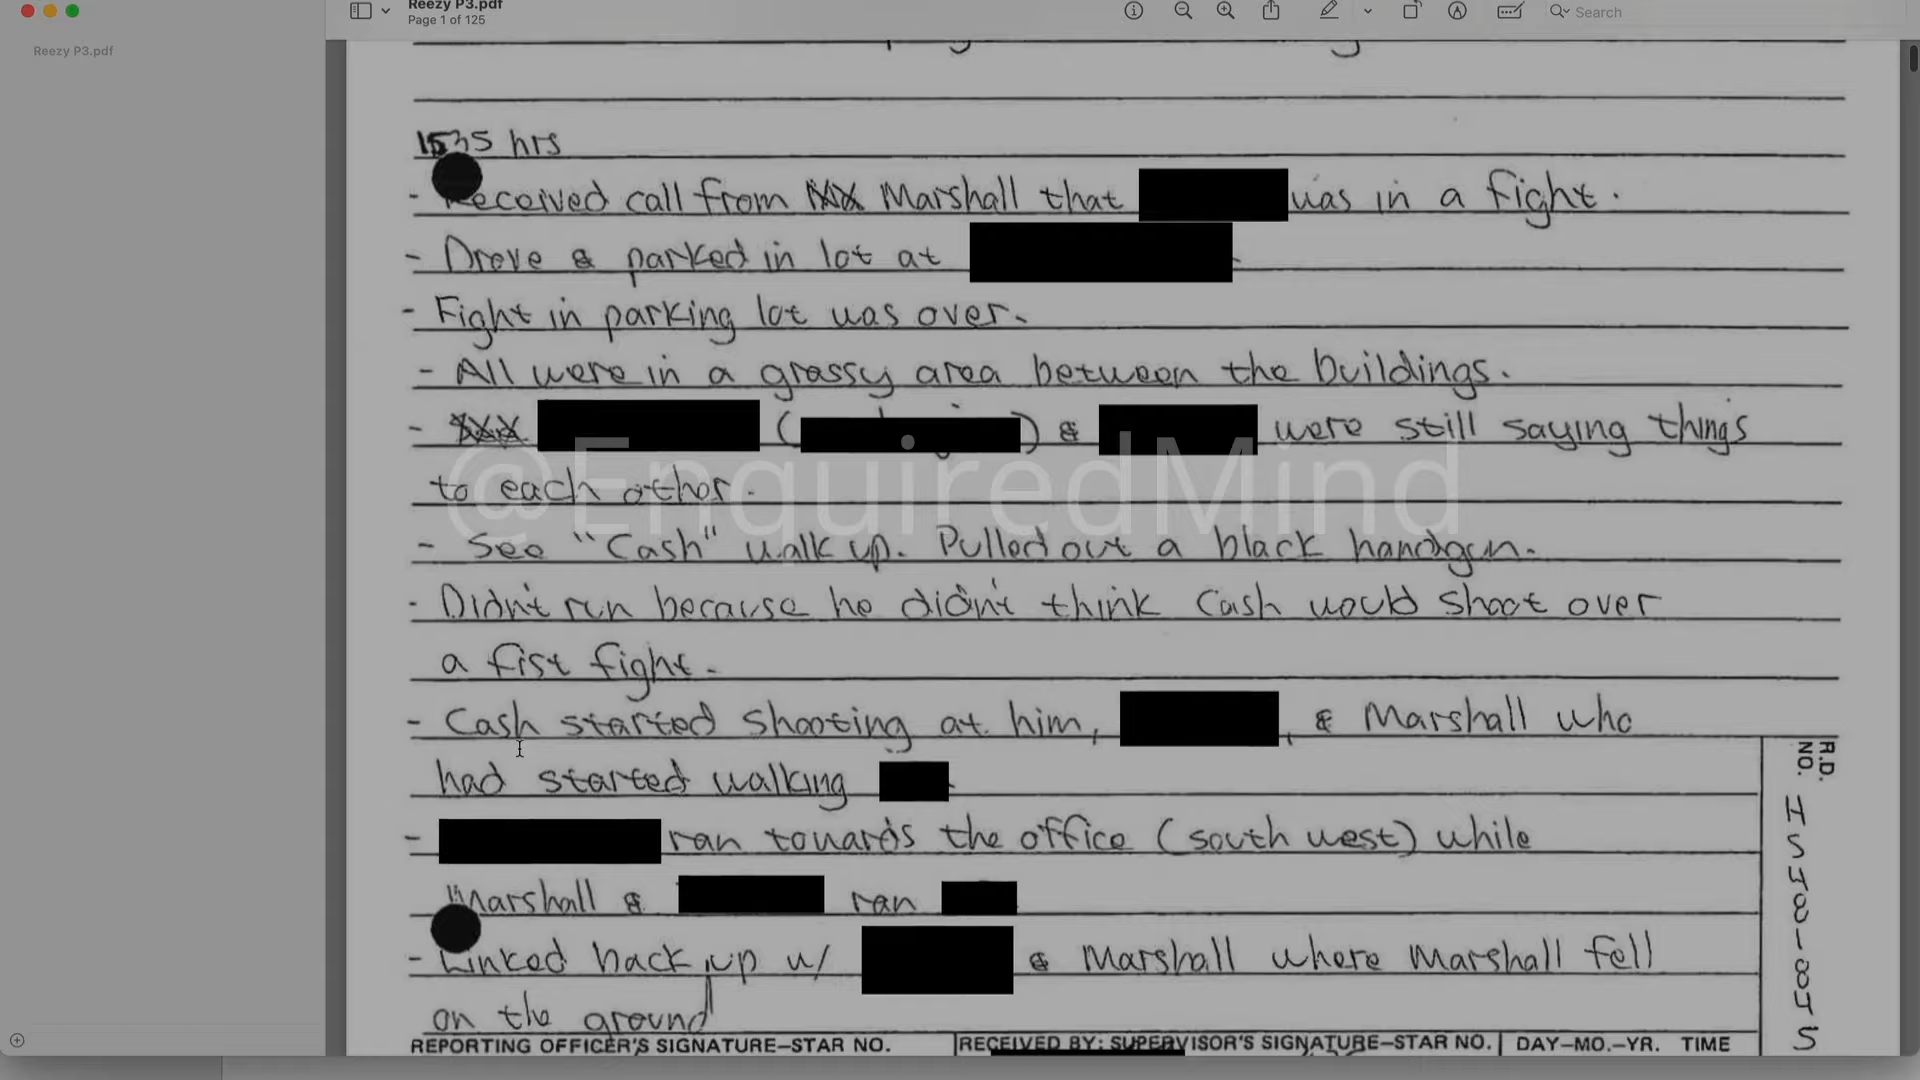 Reezy P3.pdf
Page 1 of 125
Search
Reezy P3.pdf
1535 hrs
- Received call from Marshall that was in a fight.
- Drove & parked in lot at
- Fight in parking lot was over.
- All were in a grassy area between the buildings.
- ( ) & were still saying things
to each other.
@EnquiredMind
- See "Cash" walk up. Pulled out a black handgun.
- Didn't run because he didn't think Cash would shoot over
a fist fight.
- Cash started shooting at him, , & Marshall who
had started walking
- ran towards the office (south west) while
Marshall & ran
- Linked back up w/ & Marshall where Marshall fell
on the ground
R.D. NO. HS481845
REPORTING OFFICER'S SIGNATURE–STAR NO. RECEIVED BY: SUPERVISOR'S SIGNATURE–STAR NO. DAY–MO.–YR. TIME